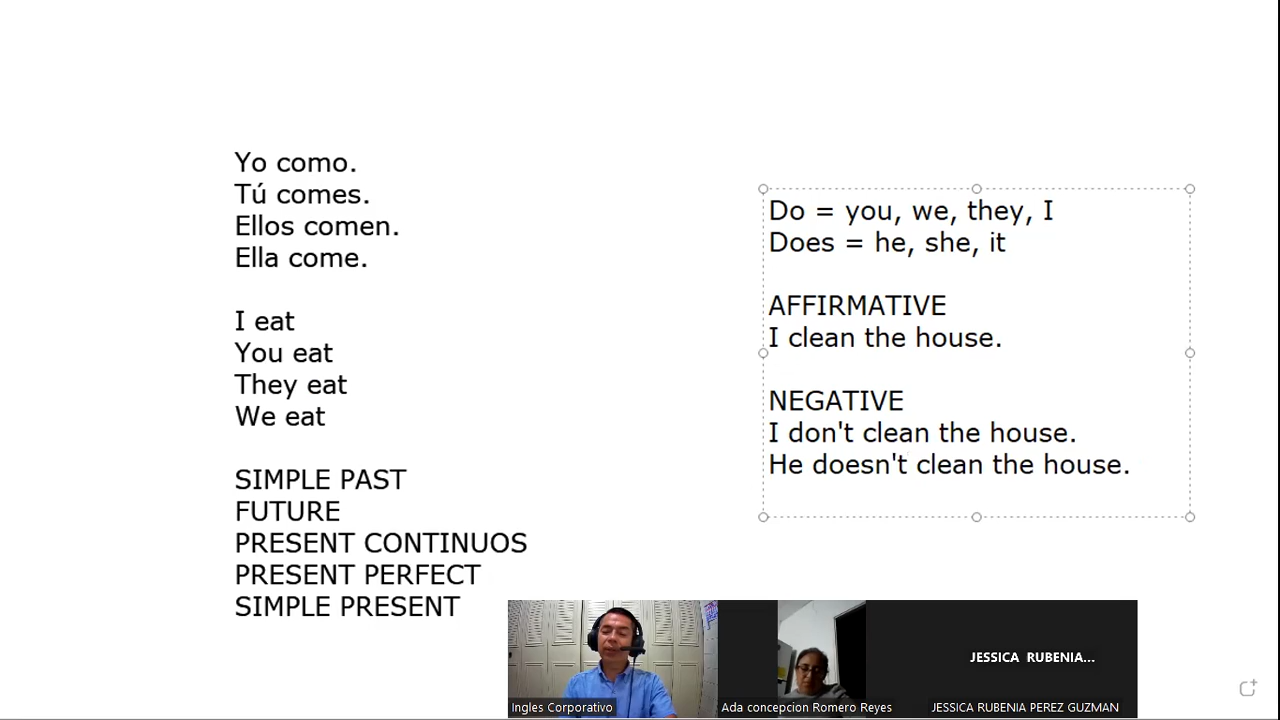 Yo como.
Tú comes.
Ellos comen.
Ella come.
I eat
You eat
They eat
We eat
SIMPLE PAST
FUTURE
PRESENT CONTINUOS
PRESENT PERFECT
SIMPLE PRESENT
Do = you, we, they, I
Does = he, she, it
AFFIRMATIVE
I clean the house.
NEGATIVE
I don't clean the house.
He doesn't clean the house.
JESSICA RUBENIA...
Ingles Corporativo
Ada concepcion Romero Reyes
JESSICA RUBENIA PEREZ GUZMAN